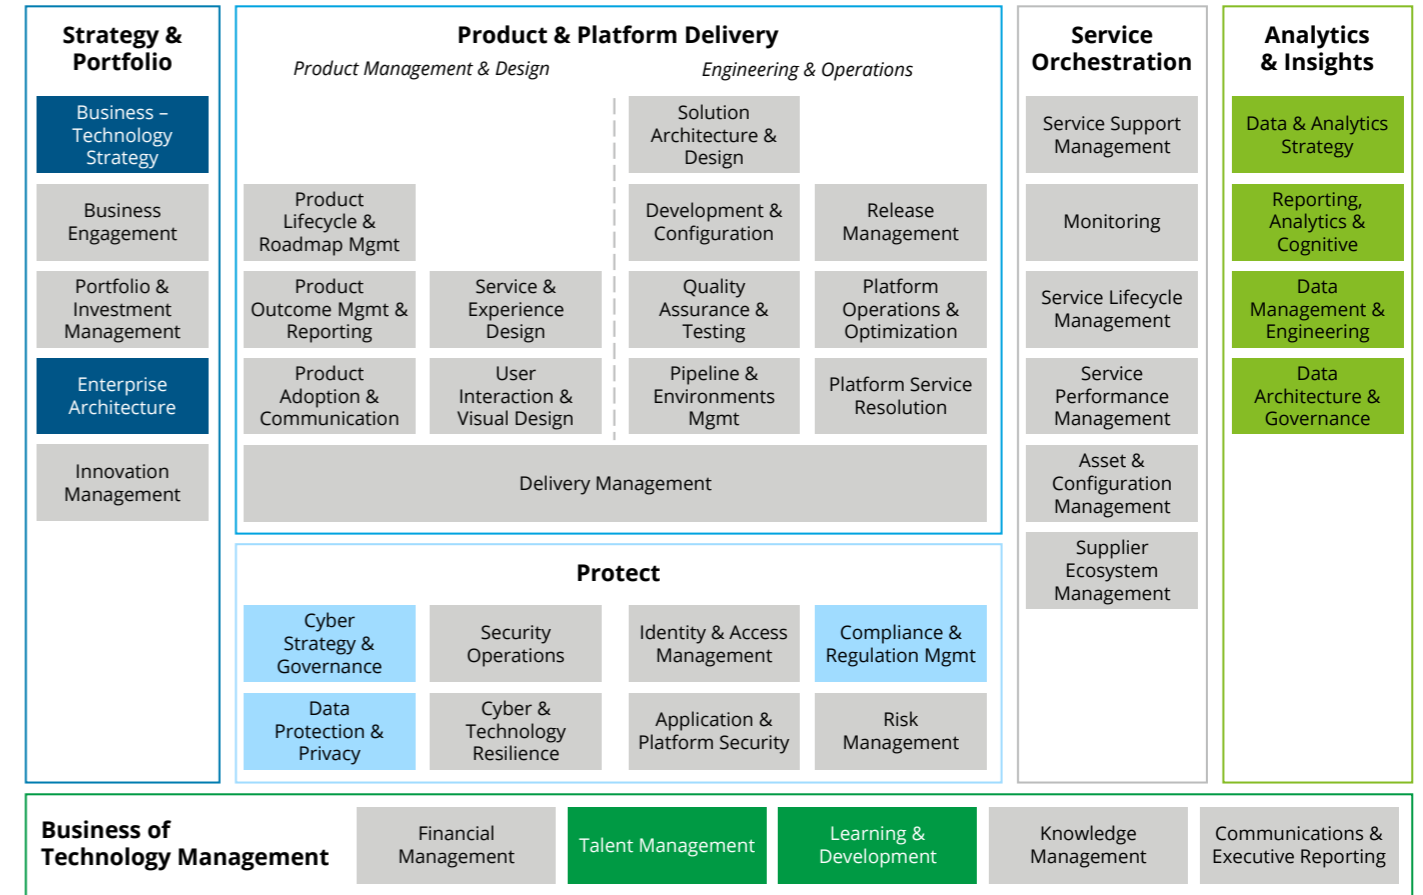 Strategy &
Portfolio
Business –
Technology
Strategy
Business
Engagement
Portfolio &
Investment
Management
Enterprise
Architecture
Innovation
Management
Product & Platform Delivery
Product Management & Design
Engineering & Operations
Product
Lifecycle &
Roadmap Mgmt
Product
Outcome Mgmt &
Reporting
Service &
Experience
Design
Product
Adoption &
Communication
User
Interaction &
Visual Design
Solution
Architecture &
Design
Development &
Configuration
Release
Management
Quality
Assurance &
Testing
Platform
Operations &
Optimization
Pipeline &
Environments
Mgmt
Platform Service
Resolution
Delivery Management
Protect
Cyber
Strategy &
Governance
Security
Operations
Identity & Access
Management
Compliance &
Regulation Mgmt
Data
Protection &
Privacy
Cyber &
Technology
Resilience
Application &
Platform Security
Risk
Management
Service
Orchestration
Service Support
Management
Monitoring
Service Lifecycle
Management
Service
Performance
Management
Asset &
Configuration
Management
Supplier
Ecosystem
Management
Analytics
& Insights
Data & Analytics
Strategy
Reporting,
Analytics &
Cognitive
Data
Management &
Engineering
Data
Architecture &
Governance
Business of
Technology Management
Financial
Management
Talent Management
Learning &
Development
Knowledge
Management
Communications &
Executive Reporting